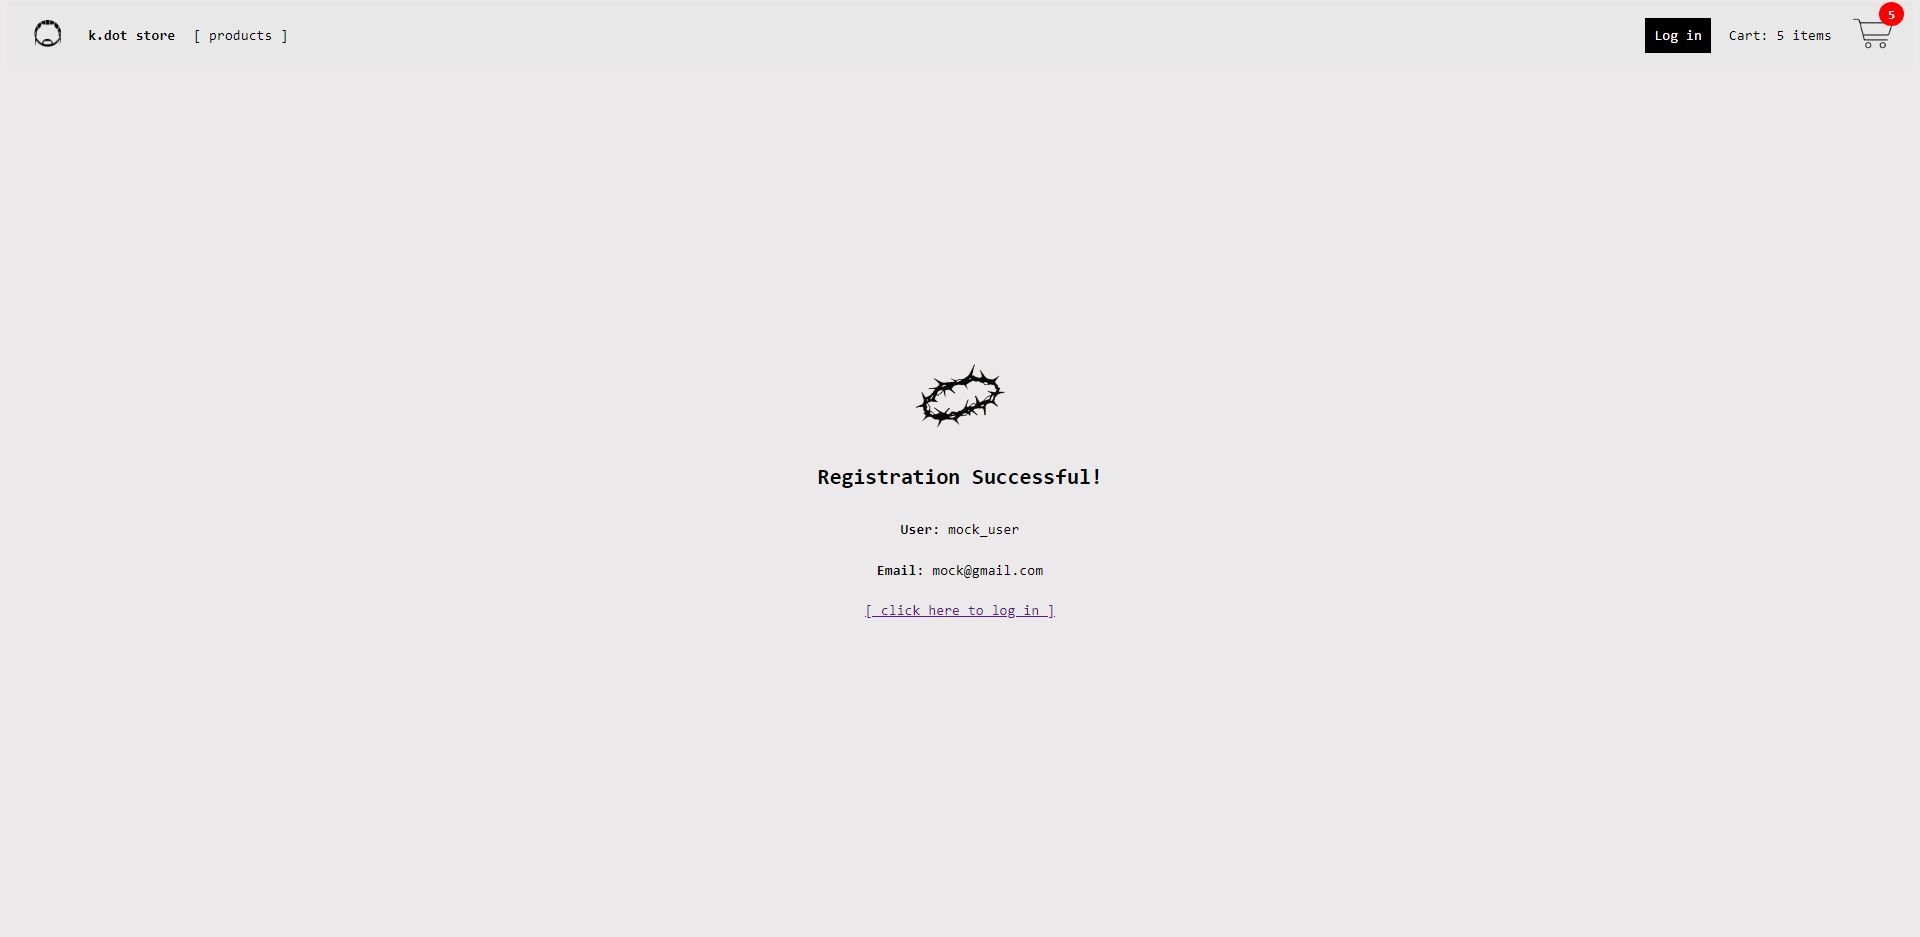 k.dot store [ products ] Log in Cart: 5 items 5
Registration Successful!
User: mock_user
Email: mock@gmail.com
[ click here to log in ]